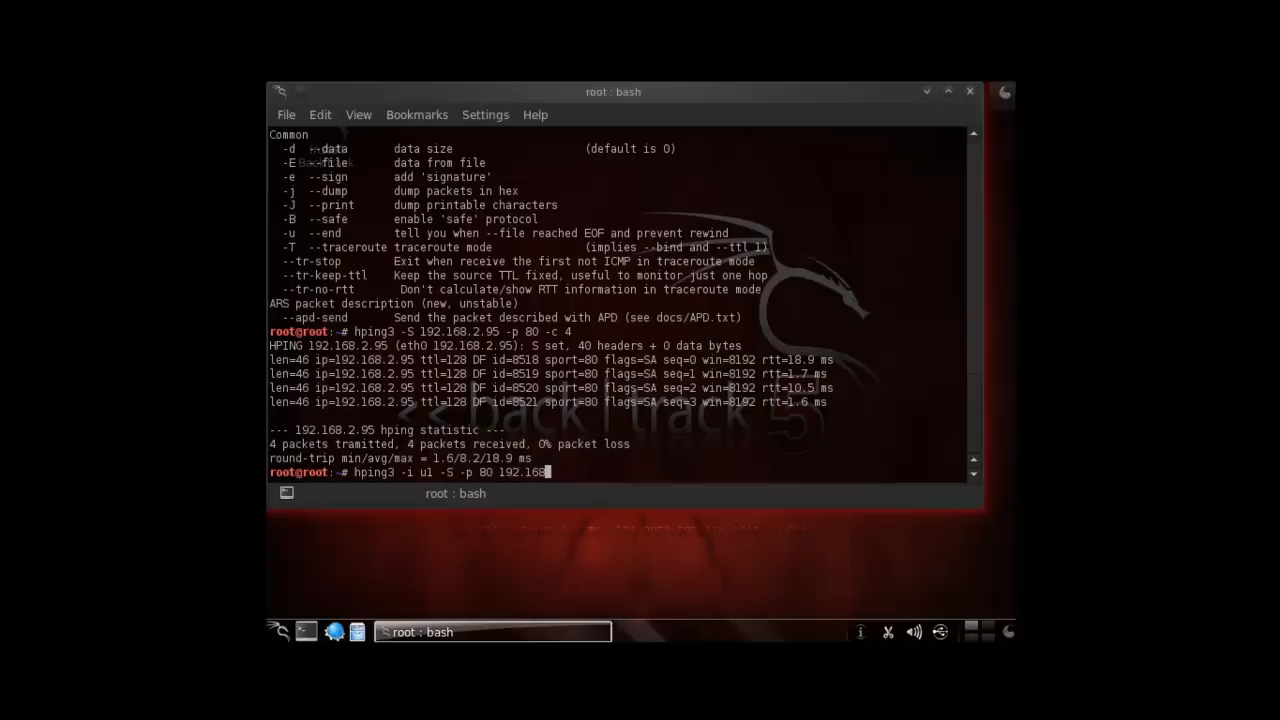 root : bash
File Edit View Bookmarks Settings Help
Common
-d --data data size (default is 0)
-E --file data from file
-e --sign add 'signature'
-j --dump dump packets in hex
-J --print dump printable characters
-B --safe enable 'safe' protocol
-u --end tell you when --file reached EOF and prevent rewind
-T --traceroute traceroute mode (implies --bind and --ttl 1)
--tr-stop Exit when receive the first not ICMP in traceroute mode
--tr-keep-ttl Keep the source TTL fixed, useful to monitor just one hop
--tr-no-rtt Don't calculate/show RTT information in traceroute mode
ARS packet description (new, unstable)
--apd-send Send the packet described with APD (see docs/APD.txt)
root@root:~# hping3 -S 192.168.2.95 -p 80 -c 4
HPING 192.168.2.95 (eth0 192.168.2.95): S set, 40 headers + 0 data bytes
len=46 ip=192.168.2.95 ttl=128 DF id=8518 sport=80 flags=SA seq=0 win=8192 rtt=18.9 ms
len=46 ip=192.168.2.95 ttl=128 DF id=8519 sport=80 flags=SA seq=1 win=8192 rtt=1.7 ms
len=46 ip=192.168.2.95 ttl=128 DF id=8520 sport=80 flags=SA seq=2 win=8192 rtt=10.5 ms
len=46 ip=192.168.2.95 ttl=128 DF id=8521 sport=80 flags=SA seq=3 win=8192 rtt=1.6 ms
<< back | track 5
--- 192.168.2.95 hping statistic ---
4 packets tramitted, 4 packets received, 0% packet loss
round-trip min/avg/max = 1.6/8.2/18.9 ms
root@root:~# hping3 -i u1 -S -p 80 192.168
root : bash
root : bash